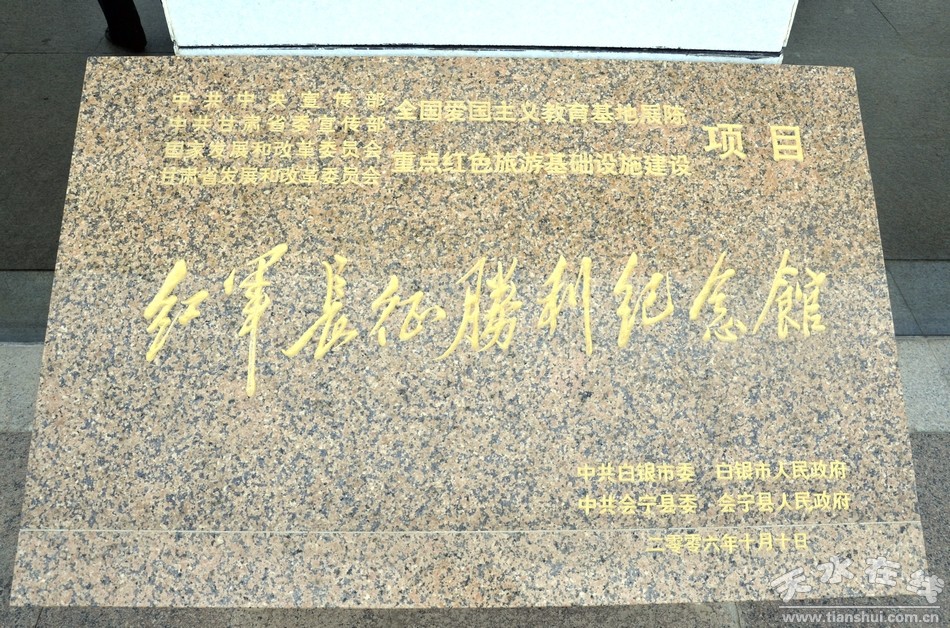 中共中央宣传部
中共甘肃省委宣传部
国家发展和改革委员会
甘肃省发展和改革委员会
全国爱国主义教育基地展陈
重点红色旅游基础设施建设
项目
红军長征勝利纪念館
中共白银市委 白银市人民政府
中共会宁县委 会宁县人民政府
二零零六年十月十日
天水在线
www.tianshui.com.cn